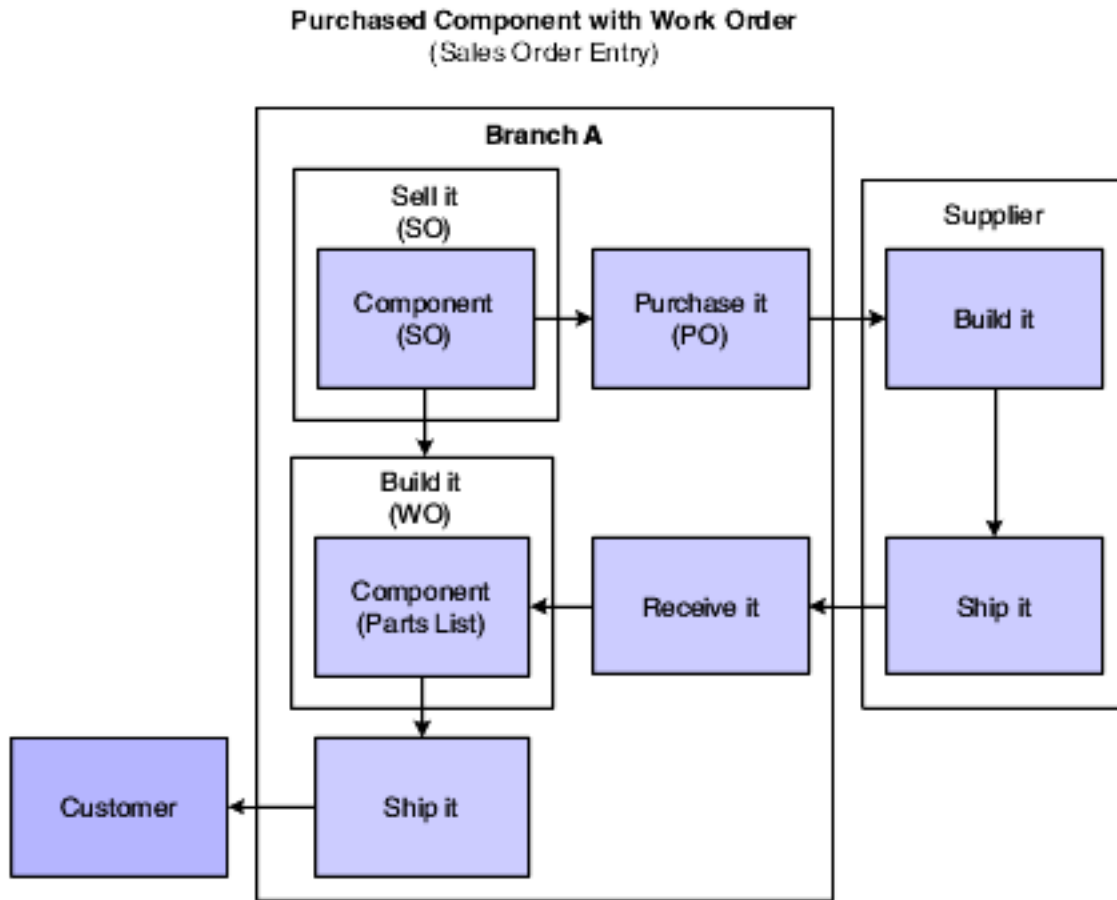 Purchased Component with Work Order
(Sales Order Entry)
Branch A
Sell it
(SO)
Component
(SO)
Purchase it
(PO)
Supplier
Build it
Build it
(WO)
Component
(Parts List)
Receive it
Ship it
Customer
Ship it